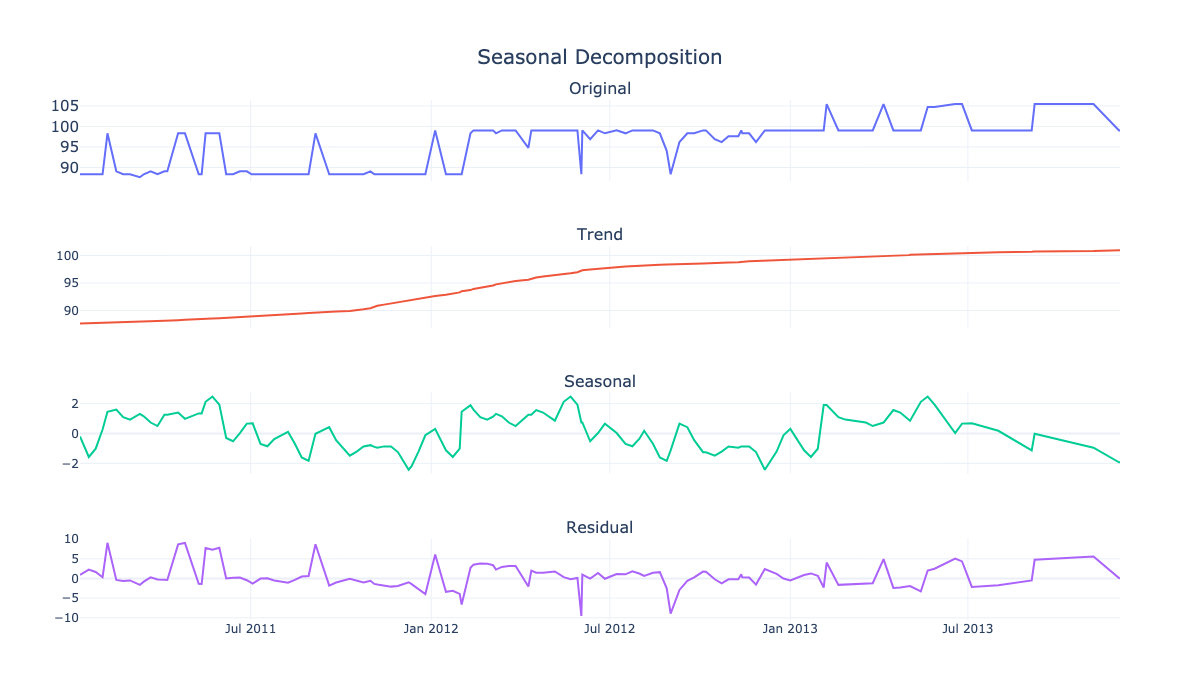 Seasonal Decomposition
Original
105
100
95
90
Trend
100
95
90
Seasonal
2
0
−2
Residual
10
5
0
−5
−10
Jul 2011 Jan 2012 Jul 2012 Jan 2013 Jul 2013